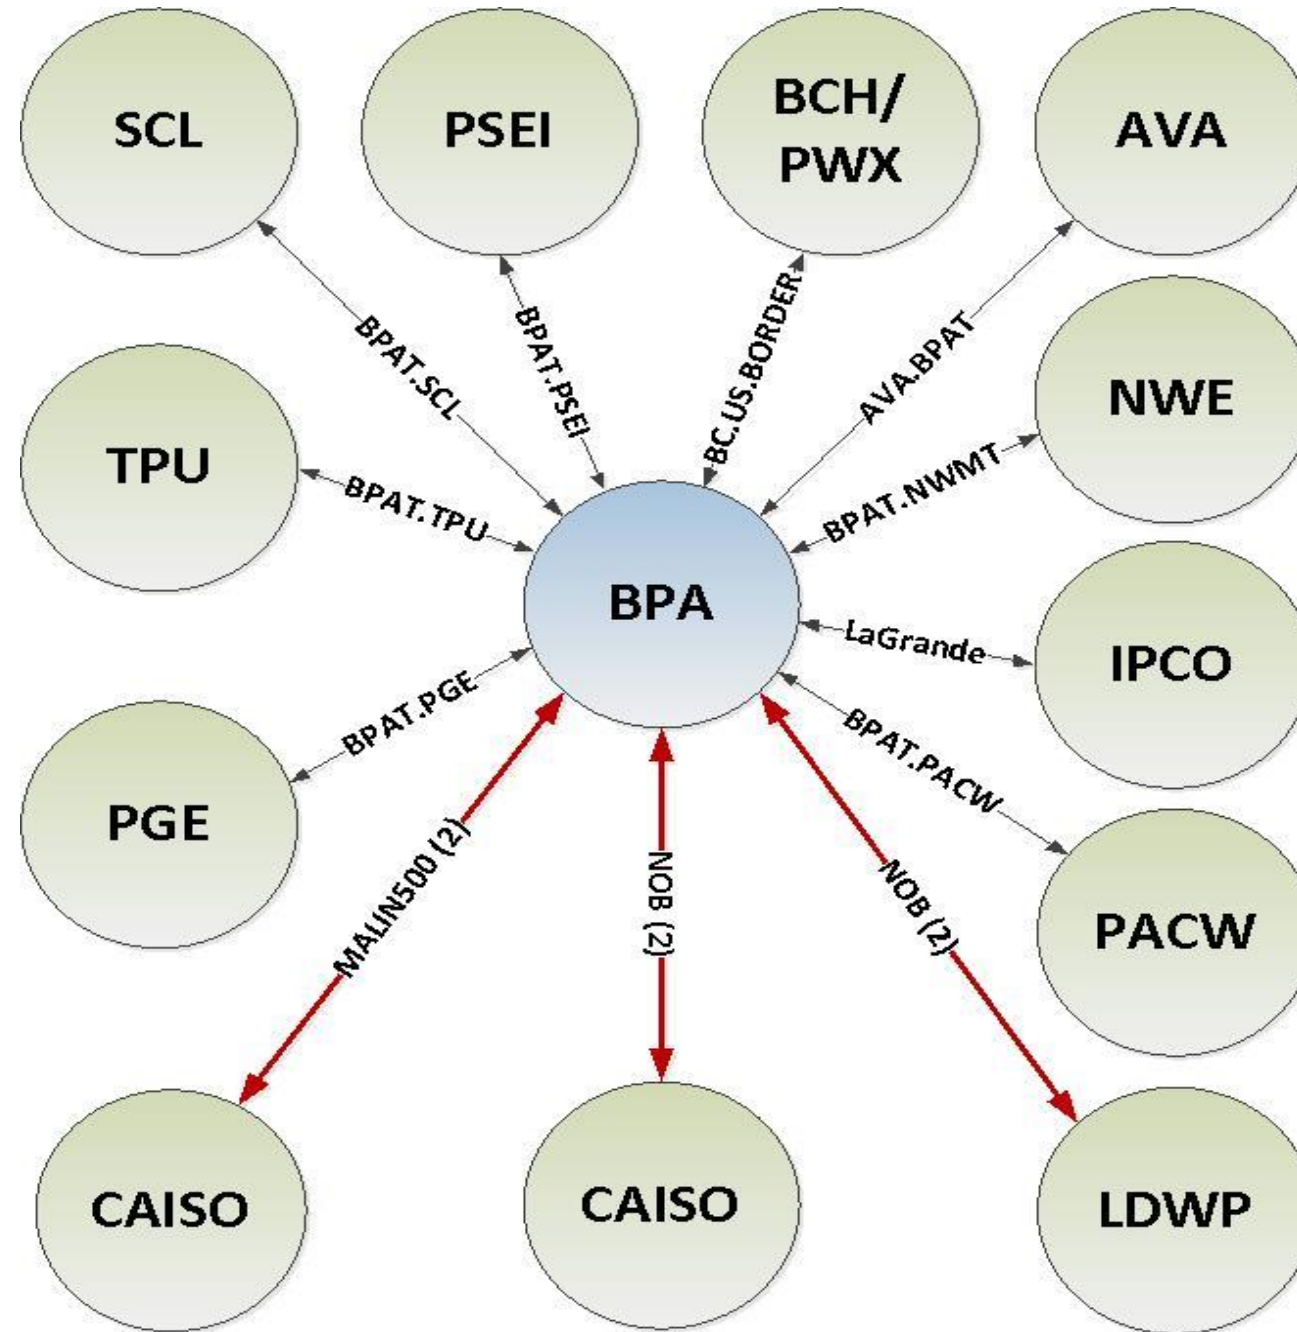 SCL
PSEI
BCH/
PWX
AVA
BPAT.SCL
BPAT.PSEI
BC.US.BORDER
AVA.BPAT
TPU
NWE
BPAT.TPU
BPAT.NWMT
BPA
LaGrande
IPCO
BPAT.PGE
BPAT.PACW
PGE
PACW
MALIN500 (2)
NOB (2)
NOB (2)
CAISO
CAISO
LDWP